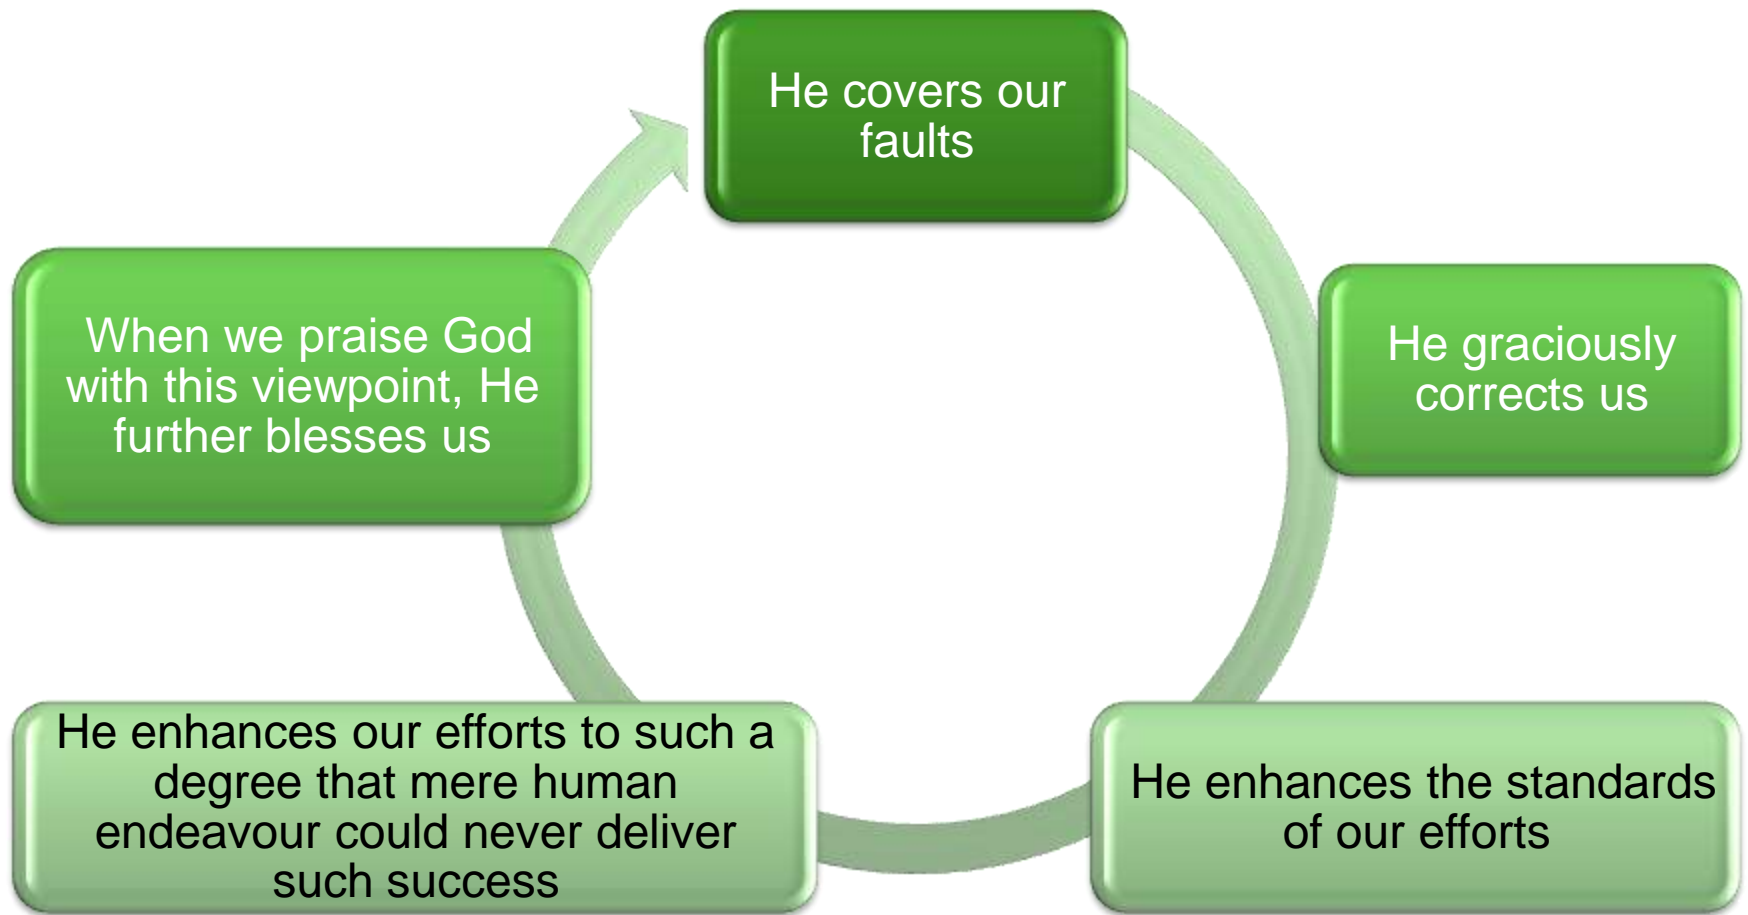 He covers our
faults
He graciously
corrects us
He enhances the standards
of our efforts
He enhances our efforts to such a
degree that mere human
endeavour could never deliver
such success
When we praise God
with this viewpoint, He
further blesses us